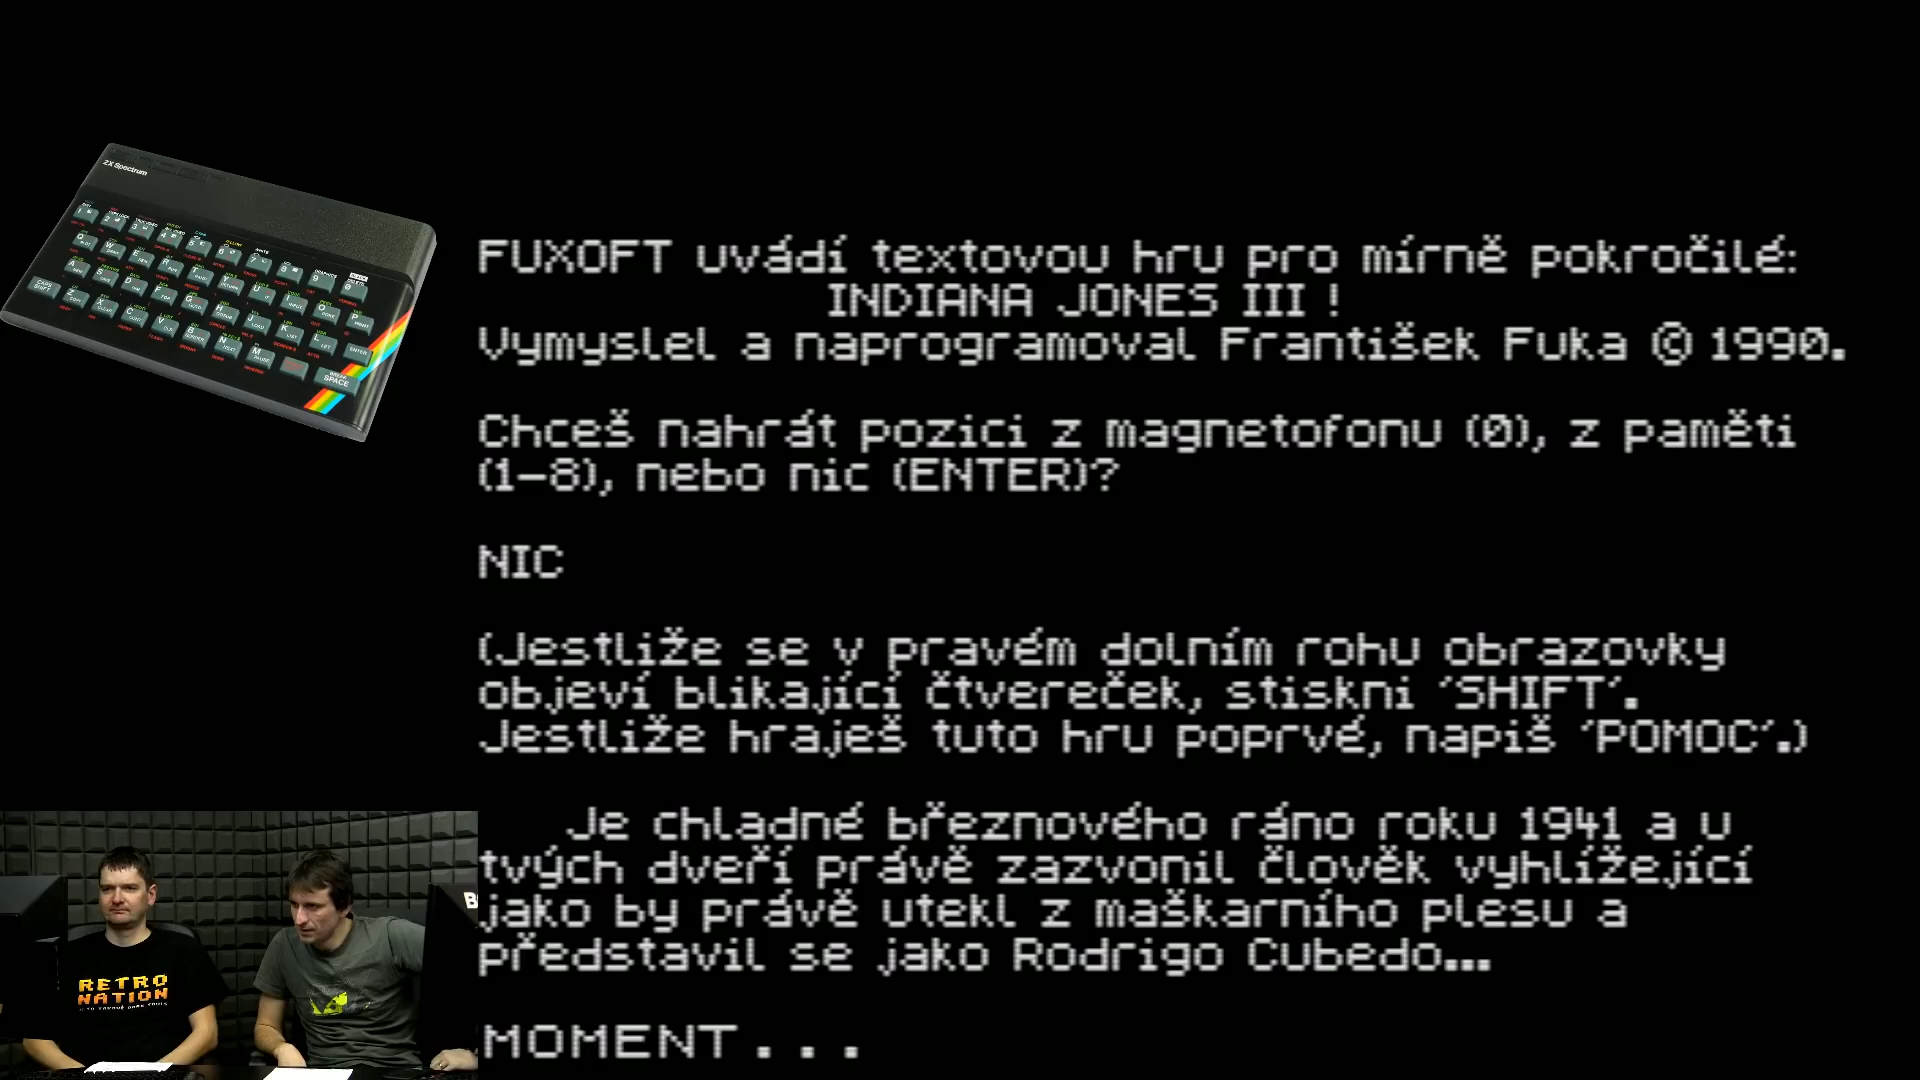 ZX Spectrum
FUXOFT uvádí textovou hru pro mírně pokročilé:
INDIANA JONES III !
Vymyslel a naprogramoval František Fuka © 1990.
Chceš nahrát pozici z magnetofonu (0), z paměti
(1-8), nebo nic (ENTER)?
NIC
(Jestliže se v pravém dolním rohu obrazovky
objeví blikající čtvereček, stiskni 'SHIFT'.
Jestliže hraješ tuto hru poprvé, napiš 'POMOC'.)
Je chladné březnového ráno roku 1941 a u
tvých dveří právě zazvonil člověk vyhlížející
jako by právě utekl z maškarního plesu a
představil se jako Rodrigo Cubedo...
MOMENT...
RETRO
NATION